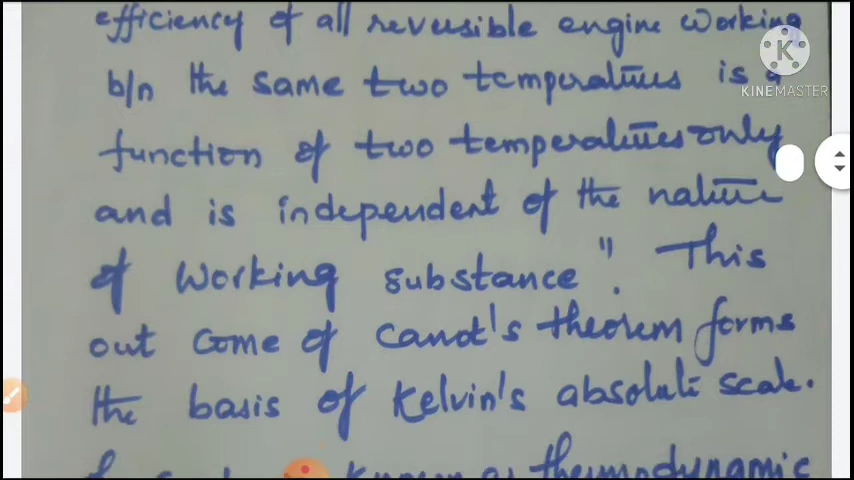 efficiency of all reversible engine working
b/n the same two temperatures is a
function of two temperatures only
and is independent of the nature
of working substance". This
out come of Canot's theorem forms
the basis of Kelvin's absolute scale.
known as thermodynamic
K
KINEMASTER